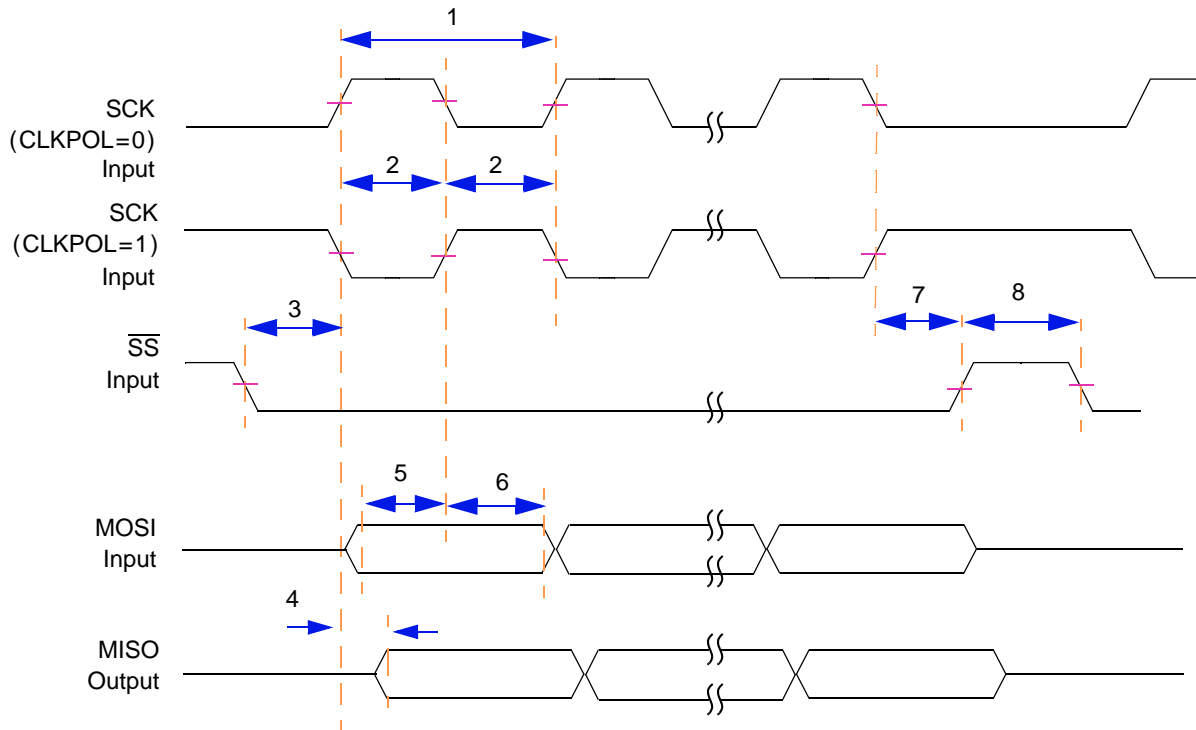 1
SCK
(CLKPOL=0)
Input
2 2
SCK
(CLKPOL=1)
Input
7 8
3
SS
Input
5 6
MOSI
Input
4
MISO
Output